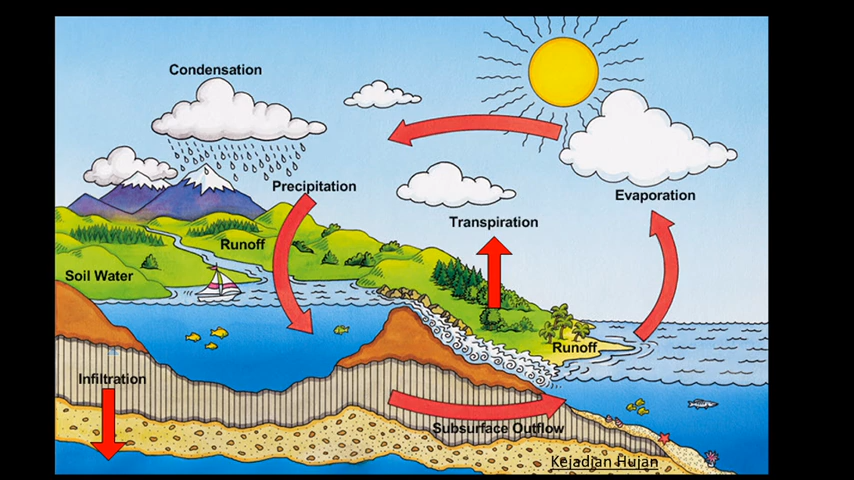 Condensation
Precipitation
Evaporation
Transpiration
Runoff
Soil Water
Runoff
Infiltration
Subsurface Outflow
Kejadian Hujan